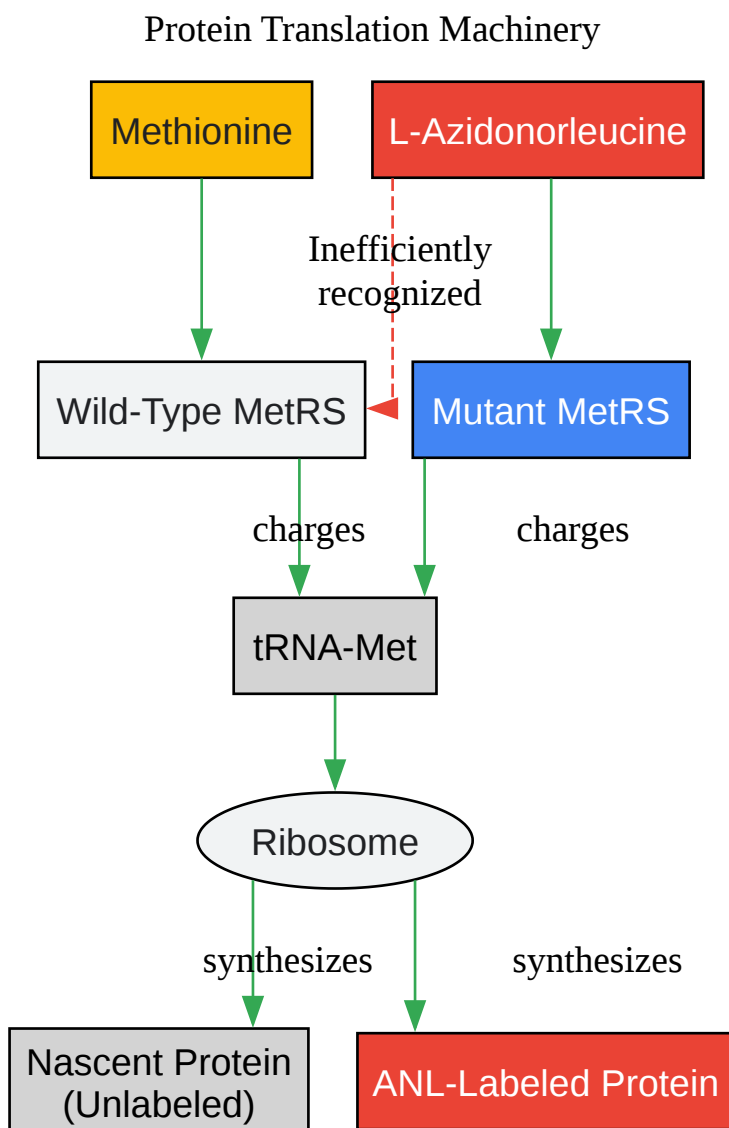 Protein Translation Machinery
Methionine
L-Azidonorleucine
Inefficiently
recognized
Wild-Type MetRS
Mutant MetRS
charges
charges
tRNA-Met
Ribosome
synthesizes
synthesizes
Nascent Protein
(Unlabeled)
ANL-Labeled Protein